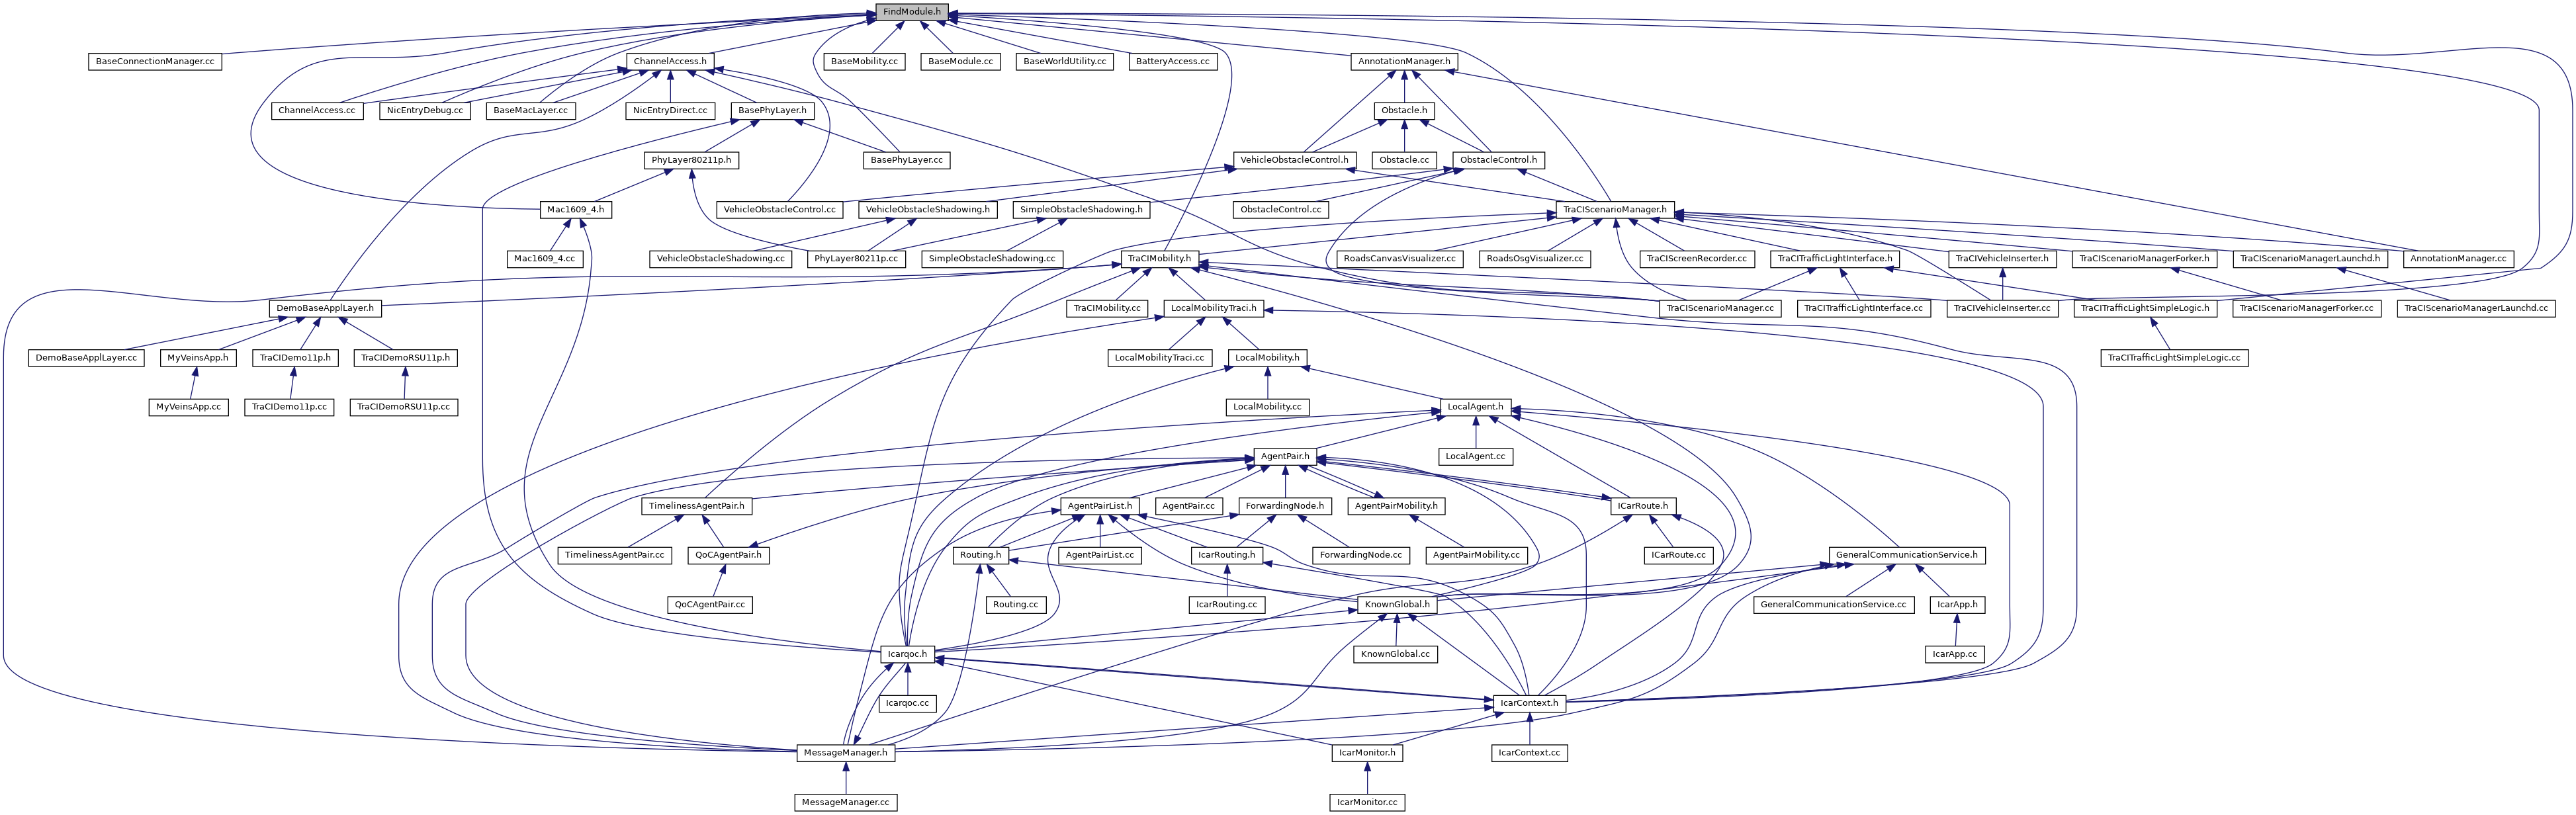 FindModule.h
BaseConnectionManager.cc
ChannelAccess.h
BaseMobility.cc
BaseModule.cc
BaseWorldUtility.cc
BatteryAccess.cc
AnnotationManager.h
ChannelAccess.cc
NicEntryDebug.cc
BaseMacLayer.cc
NicEntryDirect.cc
BasePhyLayer.h
Obstacle.h
PhyLayer80211p.h
BasePhyLayer.cc
VehicleObstacleControl.h
Obstacle.cc
ObstacleControl.h
Mac1609_4.h
VehicleObstacleControl.cc
VehicleObstacleShadowing.h
SimpleObstacleShadowing.h
ObstacleControl.cc
TraCIScenarioManager.h
Mac1609_4.cc
VehicleObstacleShadowing.cc
PhyLayer80211p.cc
SimpleObstacleShadowing.cc
TraCIMobility.h
RoadsCanvasVisualizer.cc
RoadsOsgVisualizer.cc
TraCIScreenRecorder.cc
TraCITrafficLightInterface.h
TraCIVehicleInserter.h
TraCIScenarioManagerForker.h
TraCIScenarioManagerLaunchd.h
AnnotationManager.cc
DemoBaseApplLayer.h
TraCIMobility.cc
LocalMobilityTraci.h
TraCIScenarioManager.cc
TraCITrafficLightInterface.cc
TraCIVehicleInserter.cc
TraCITrafficLightSimpleLogic.h
TraCIScenarioManagerForker.cc
TraCIScenarioManagerLaunchd.cc
DemoBaseApplLayer.cc
MyVeinsApp.h
TraCIDemo11p.h
TraCIDemoRSU11p.h
LocalMobilityTraci.cc
LocalMobility.h
TraCITrafficLightSimpleLogic.cc
MyVeinsApp.cc
TraCIDemo11p.cc
TraCIDemoRSU11p.cc
LocalMobility.cc
LocalAgent.h
AgentPair.h
LocalAgent.cc
TimelinessAgentPair.h
AgentPairList.h
AgentPair.cc
ForwardingNode.h
AgentPairMobility.h
ICarRoute.h
TimelinessAgentPair.cc
QoCAgentPair.h
Routing.h
AgentPairList.cc
IcarRouting.h
ForwardingNode.cc
AgentPairMobility.cc
ICarRoute.cc
GeneralCommunicationService.h
QoCAgentPair.cc
Routing.cc
IcarRouting.cc
KnownGlobal.h
GeneralCommunicationService.cc
IcarApp.h
Icarqoc.h
KnownGlobal.cc
IcarApp.cc
Icarqoc.cc
IcarContext.h
MessageManager.h
IcarMonitor.h
IcarContext.cc
MessageManager.cc
IcarMonitor.cc